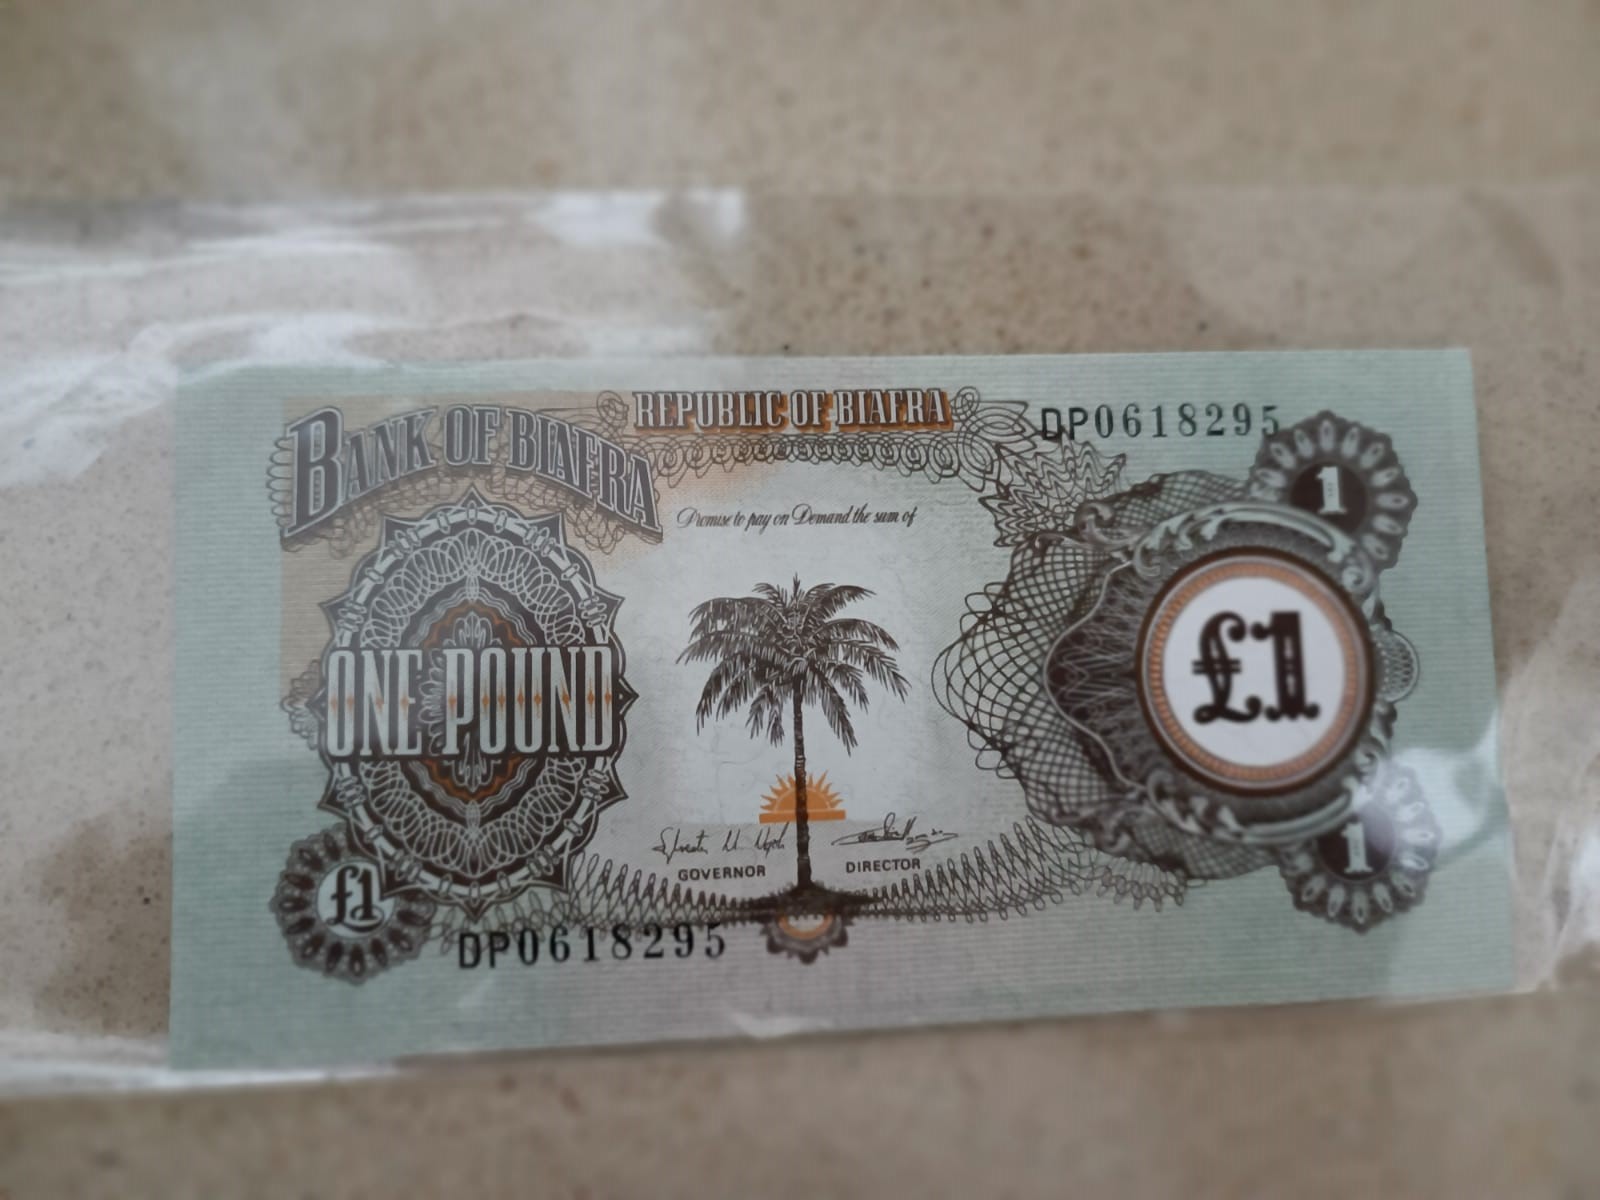 BANK OF BIAFRA
REPUBLIC OF BIAFRA
DP0618295
1
Promise to pay on Demand the sum of
ONE POUND
£1
GOVERNOR
DIRECTOR
1
£1
DP0618295